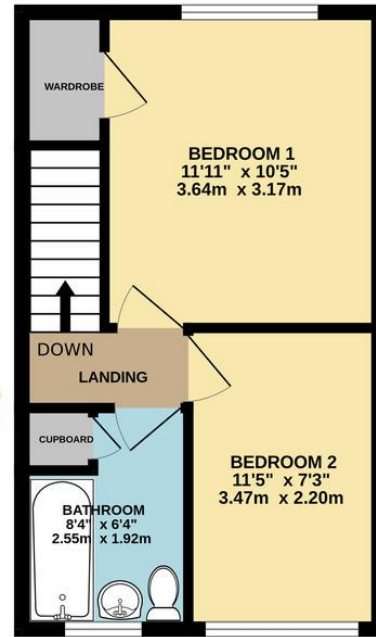 WARDROBE
BEDROOM 1
11'11" x 10'5"
3.64m x 3.17m
DOWN
LANDING
CUPBOARD
BATHROOM
8'4" x 6'4"
2.55m x 1.92m
BEDROOM 2
11'5" x 7'3"
3.47m x 2.20m